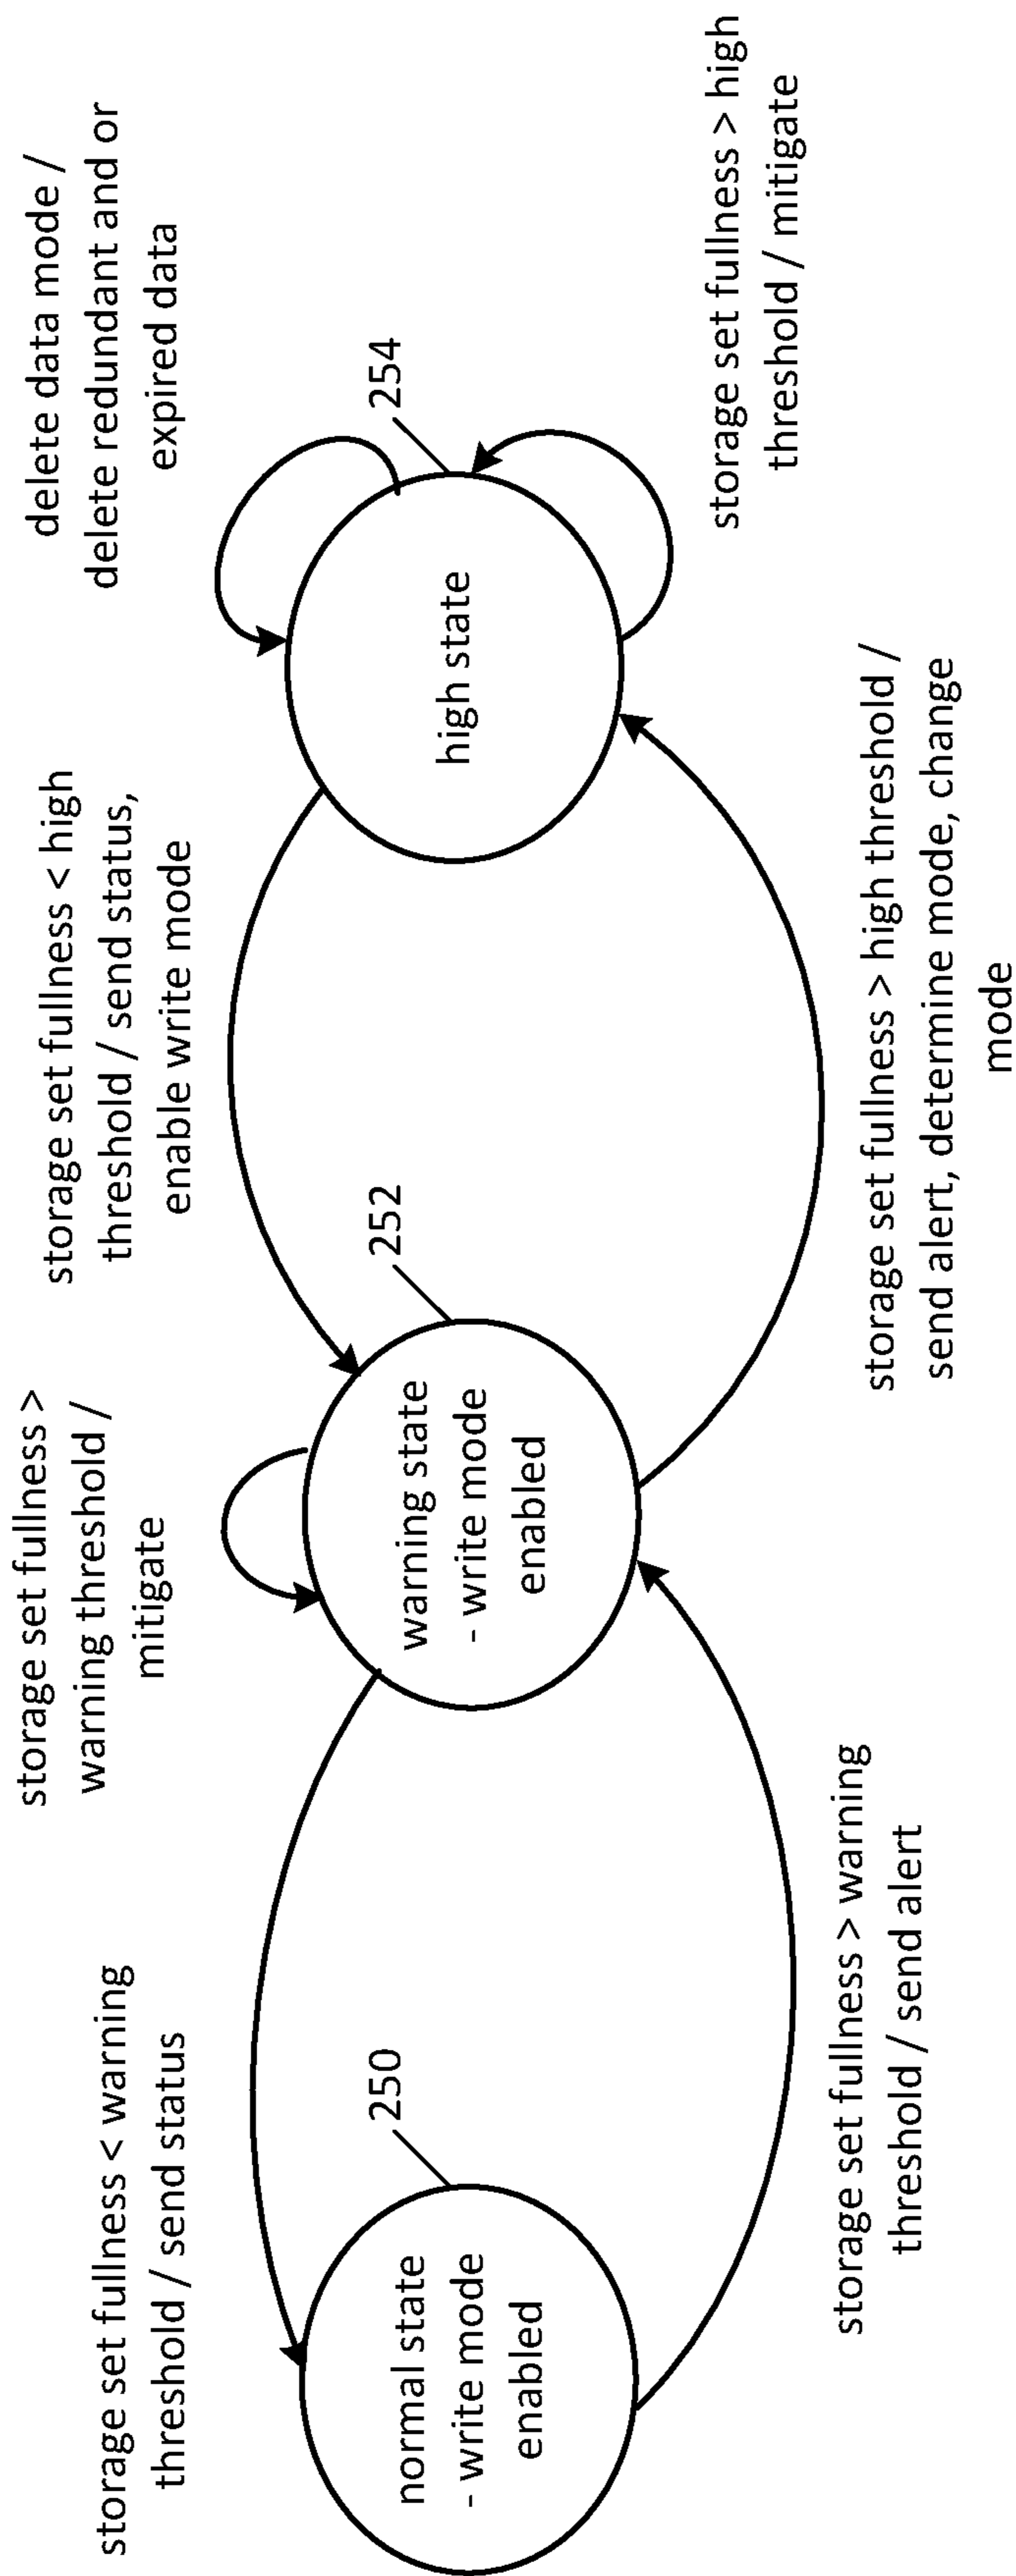 storage set fullness < warning
threshold / send status
storage set fullness >
warning threshold /
mitigate
storage set fullness < high
threshold / send status,
enable write mode
delete data mode /
delete redundant and or
expired data
250
252
254
normal state
- write mode
enabled
warning state
- write mode
enabled
high state
storage set fullness > warning
threshold / send alert
storage set fullness > high threshold /
send alert, determine mode, change
mode
storage set fullness > high
threshold / mitigate